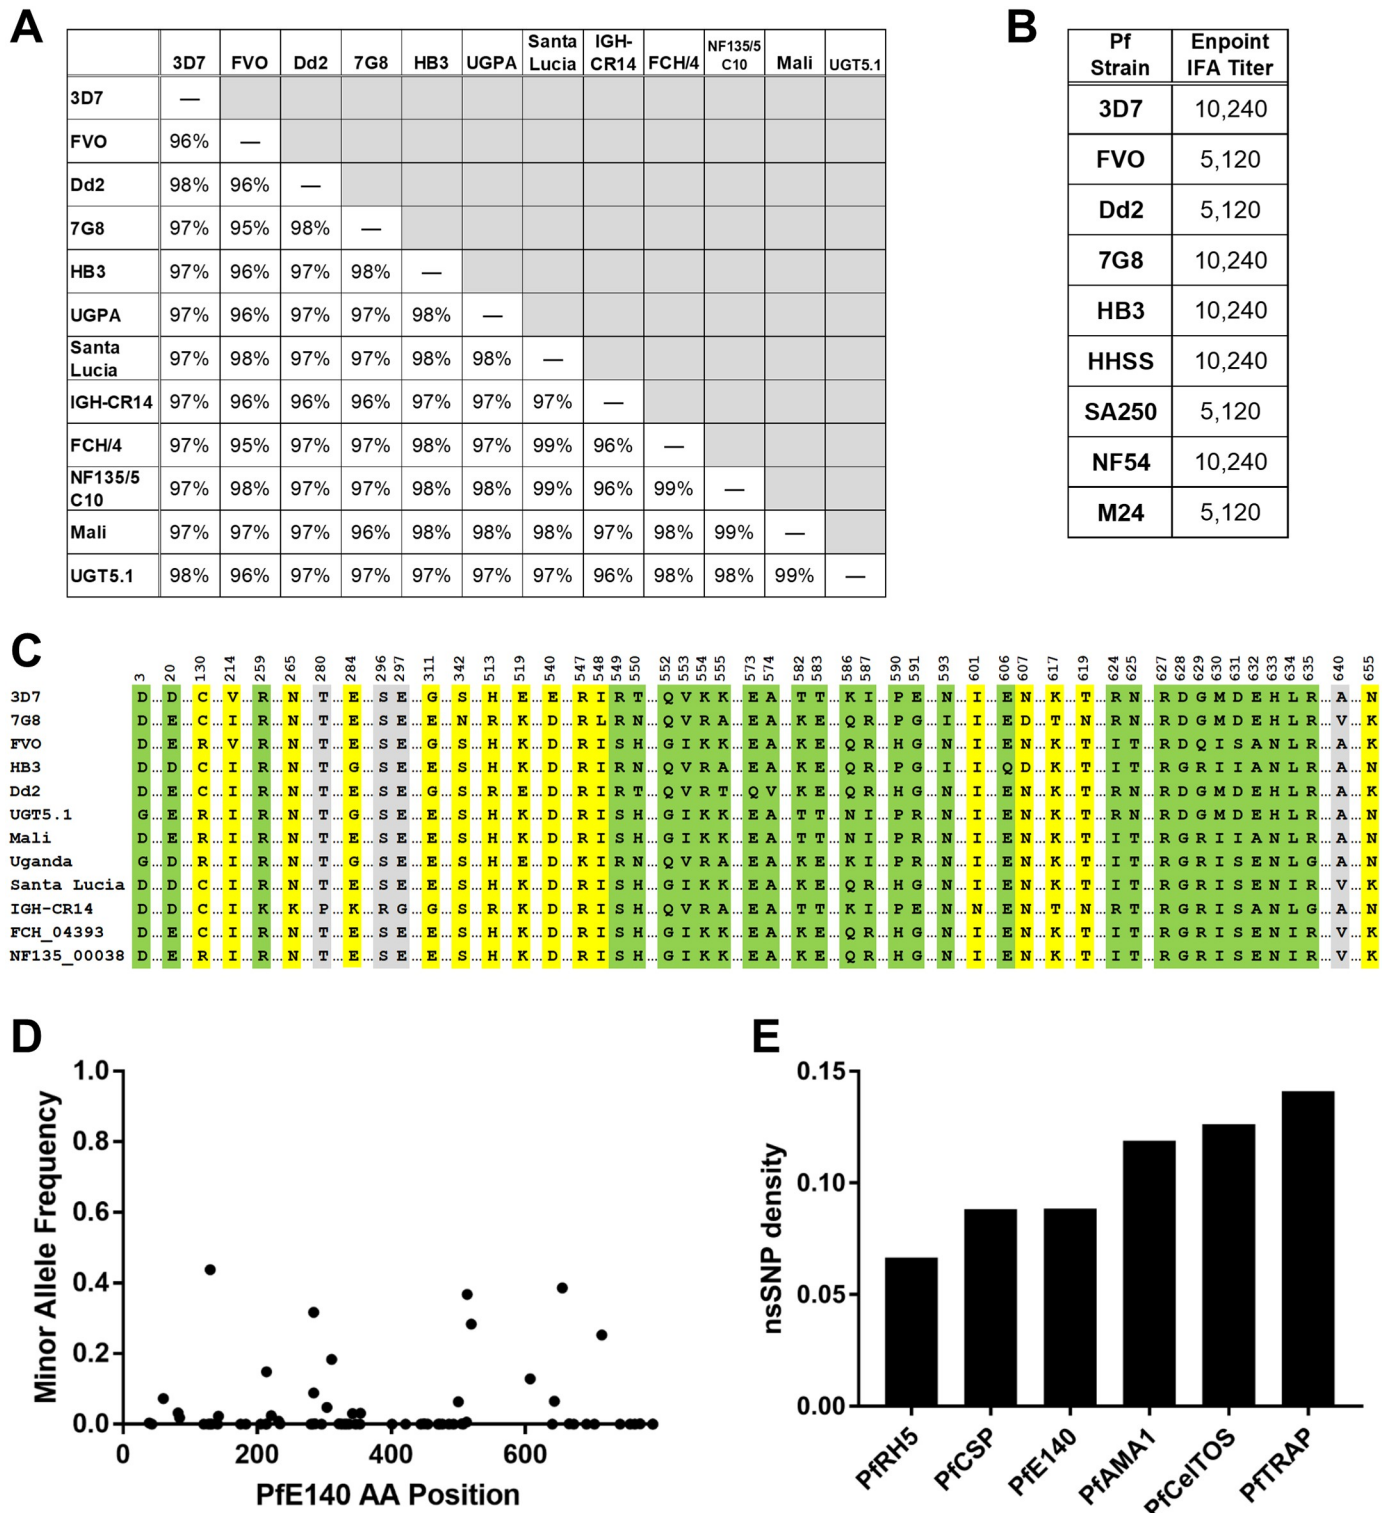 A
3D7 FVO Dd2 7G8 HB3 UGPA Santa Lucia IGH-CR14 FCH/4 NF135/5 C10 Mali UGT5.1
3D7 —
FVO 96% —
Dd2 98% 96% —
7G8 97% 95% 98% —
HB3 97% 96% 97% 98% —
UGPA 97% 96% 97% 97% 98% —
Santa Lucia 97% 98% 97% 97% 98% 98% —
IGH-CR14 97% 96% 96% 96% 97% 97% 97% —
FCH/4 97% 95% 97% 97% 98% 97% 99% 96% —
NF135/5 C10 97% 98% 97% 97% 98% 98% 99% 96% 99% —
Mali 97% 97% 97% 96% 98% 98% 98% 97% 98% 99% —
UGT5.1 98% 96% 97% 97% 97% 97% 97% 96% 98% 98% 99% —
B
Pf Strain Enpoint IFA Titer
3D7 10,240
FVO 5,120
Dd2 5,120
7G8 10,240
HB3 10,240
HHSS 10,240
SA250 5,120
NF54 10,240
M24 5,120
C
3 20 130 214 259 265 280 284 296 297 311 342 513 519 540 547 548 549 550 552 553 554 555 573 574 582 583 586 587 590 591 593 601 606 607 617 619 624 625 627 628 629 630 631 632 633 634 635 640 655
3D7 D...D...C...V...R...N...T...E...S E...G...S...H...E...E...R I R T...Q V K K...E A...T T...K I...P E...N...I...E N...K...T...R N...R D G M D E H L R...A...N
7G8 D...E...C...I...R...N...T...E...S E...E...N...R...K...D...R L R N...Q V R A...E A...K E...Q R...P G...I...I...E D...T...N...R N...R D G M D E H L R...V...K
FVO D...E...R...V...R...N...T...E...S E...G...S...H...K...D...R I S H...G I K K...E A...K E...Q R...H G...N...I...E N...K...T...I T...R D Q I S A N L R...A...K
HB3 D...D...C...I...R...N...T...G...S E...E...S...H...K...D...R I R N...Q V R A...E A...K E...Q R...P G...I...I...Q D...K...T...I T...R G R I I A N L R...A...N
Dd2 D...E...C...I...R...N...T...E...S E...G...S...R...E...D...R I R T...Q V R T...Q V...K E...Q R...H G...N...I...E N...K...T...R N...R D G M D E H L R...A...K
UGT5.1 G...E...R...I...R...N...T...G...S E...E...S...H...K...D...R I S H...G I K K...E A...T T...N I...P R...N...I...E N...K...T...R N...R D G M D E H L R...A...N
Mali D...E...R...I...R...N...T...E...S E...E...S...H...K...D...R I S H...G I K K...E A...T T...N I...P R...N...I...E N...K...T...I T...R G R I I A N L R...A...N
Uganda G...D...R...I...R...N...T...G...S E...E...S...H...E...D...K I R N...Q V R A...E A...K E...K I...P R...N...I...E N...K...T...I T...R G R I S E N L G...A...N
Santa Lucia D...D...C...I...R...N...T...E...S E...E...S...H...K...D...R I S H...G I K K...E A...K E...Q R...H G...N...I...E N...K...T...I T...R G R I S E N I R...V...K
IGH-CR14 D...D...C...I...K...K...P...K...R G...G...S...R...K...D...R I S H...Q V R A...E A...T T...K I...P E...N...N...E N...T...N...R T...R G R I S A N L G...A...N
FCH_04393 D...E...C...I...R...N...T...E...S E...E...S...H...K...D...R I S H...G I K K...E A...K E...Q R...H G...N...I...E N...K...T...I T...R G R I S E N I R...V...K
NF135_00038 D...E...R...I...R...N...T...E...S E...E...S...H...K...D...R I S H...G I K K...E A...K E...Q R...H G...N...I...E N...K...T...I T...R G R I S E N I R...V...K
D
Minor Allele Frequency
1.0
0.8
0.6
0.4
0.2
0.0
0 200 400 600
PfE140 AA Position
E
nsSNP density
0.15
0.10
0.05
0.00
PfRH5 PfCSP PfE140 PfAMA1 PfCelTOS PfTRAP